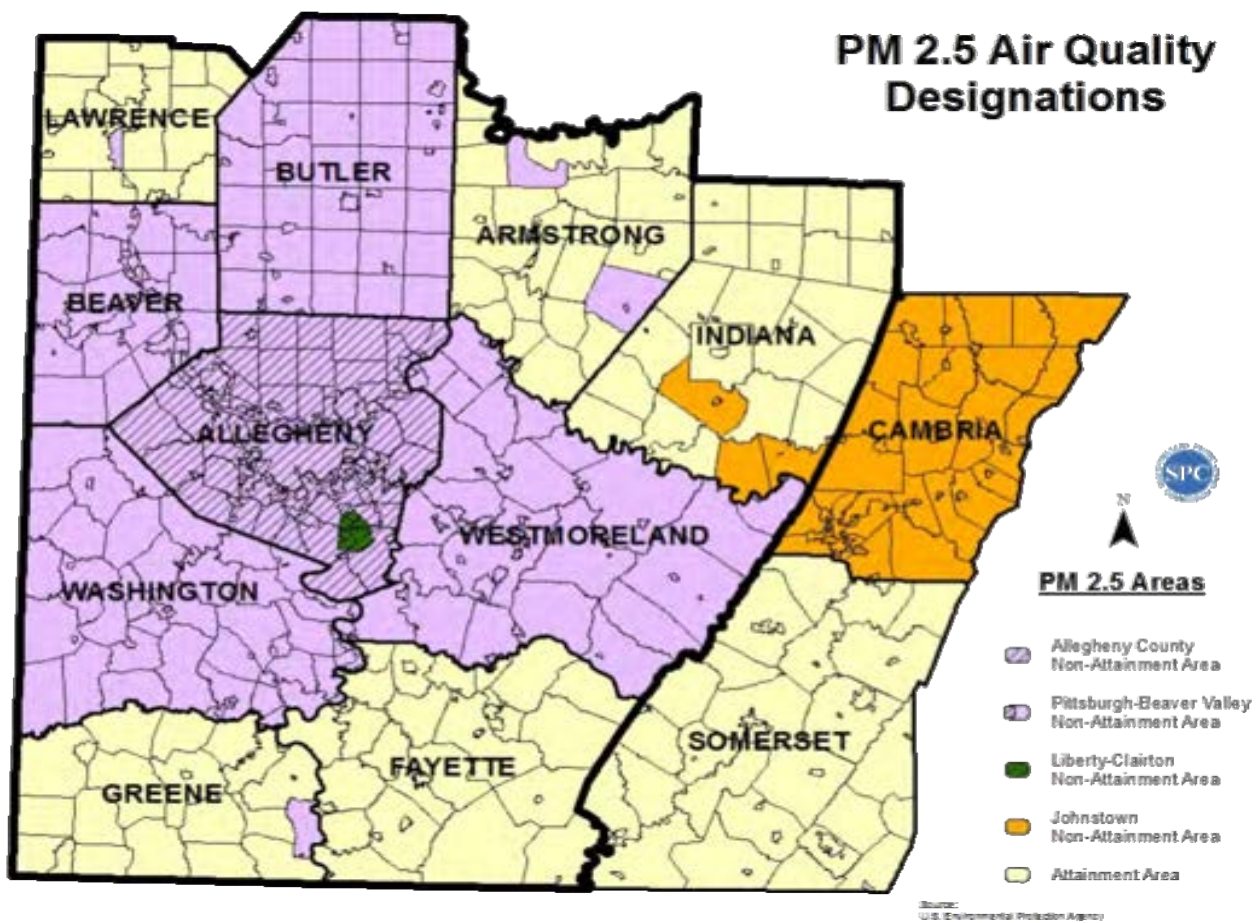 PM 2.5 Air Quality
Designations
LAWRENCE
BUTLER
ARMSTRONG
BEAVER
INDIANA
ALLEGHENY
CAMBRIA
SPC
N
WESTMORELAND
WASHINGTON
PM 2.5 Areas
Allegheny County
Non-Attainment Area
Pittsburgh-Beaver Valley
Non-Attainment Area
Liberty-Clairton
Non-Attainment Area
Johnstown
Non-Attainment Area
Attainment Area
SOMERSET
FAYETTE
GREENE
Source:
U.S. Environmental Protection Agency